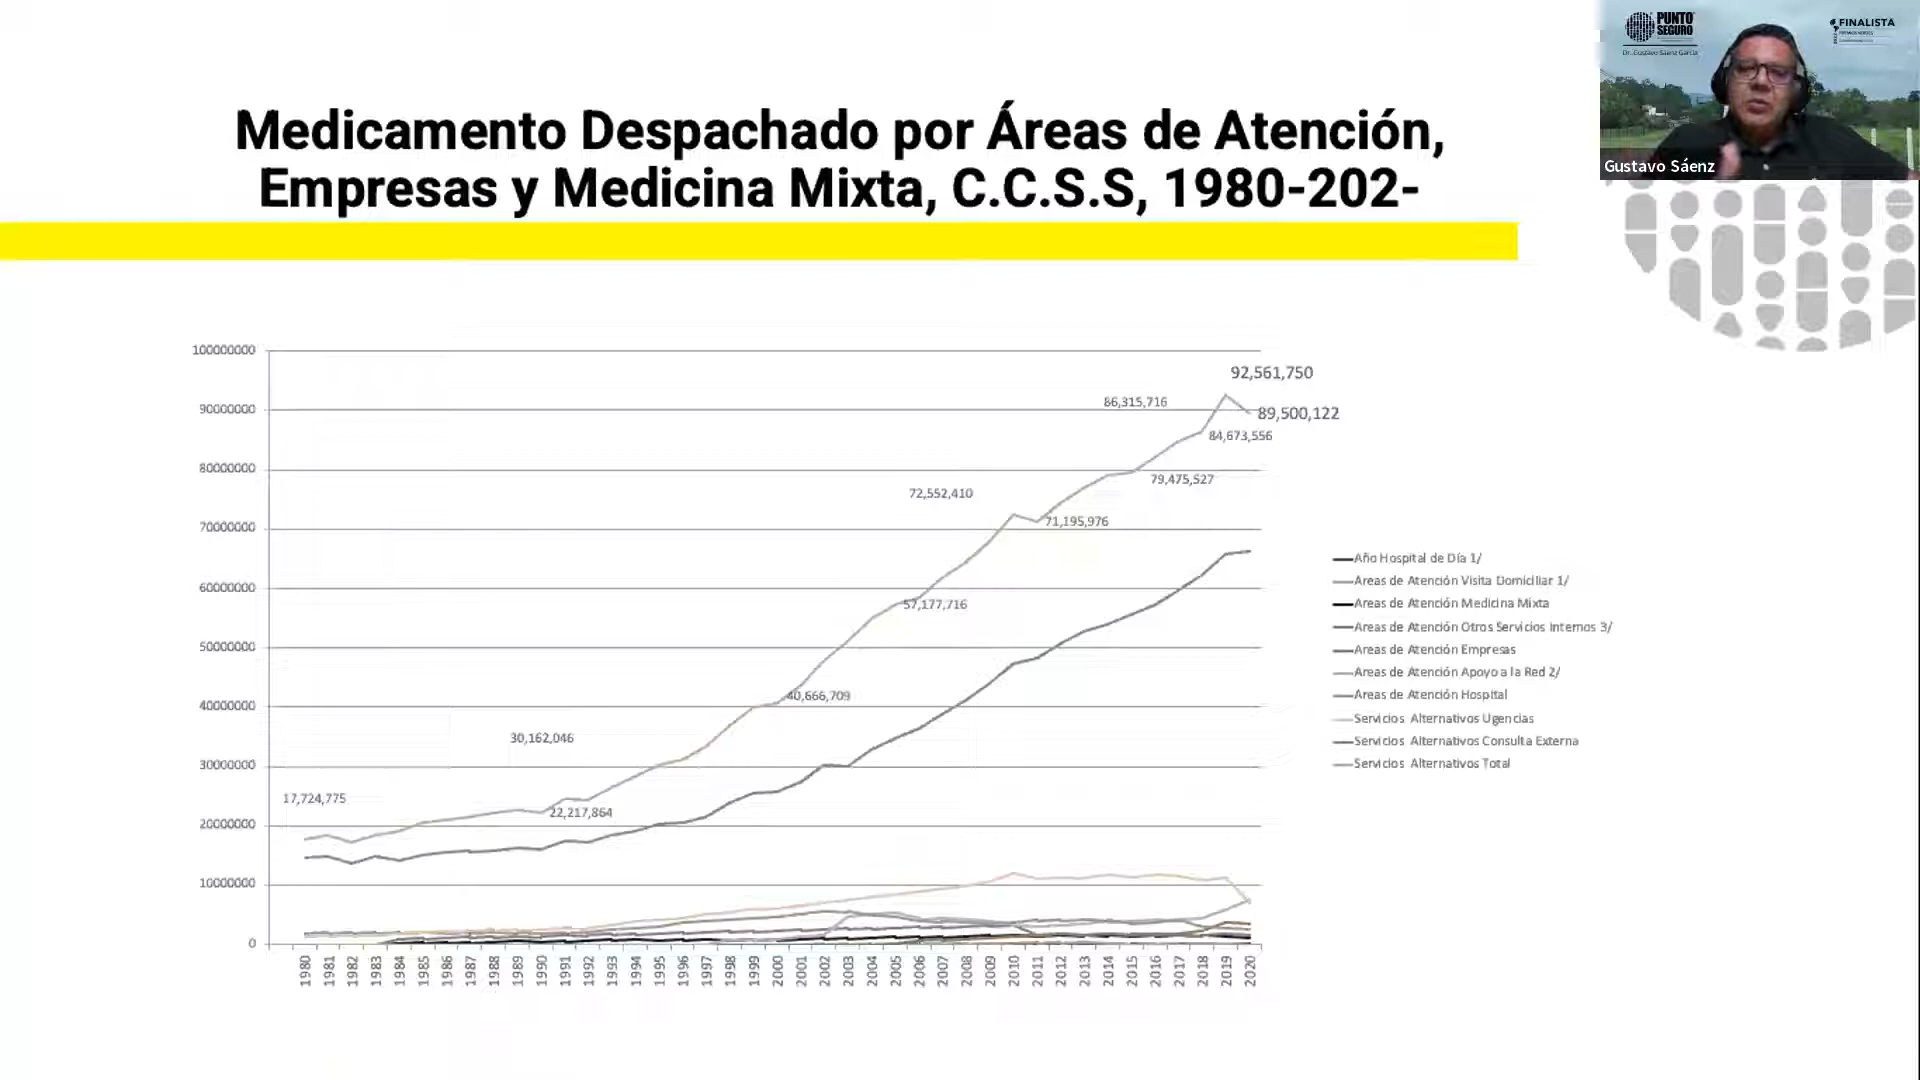 PUNTO
SEGURO
Dr. Gustavo Sáenz García
FINALISTA
Gustavo Sáenz
Medicamento Despachado por Áreas de Atención,
Empresas y Medicina Mixta, C.C.S.S, 1980-202-
100000000
90000000
80000000
70000000
60000000
50000000
40000000
30000000
20000000
10000000
0
92,561,750
86,315,716
89,500,122
84,673,556
79,475,527
72,552,410
71,195,976
57,177,716
40,666,709
30,162,046
17,724,775
22,217,864
1980 1981 1982 1983 1984 1985 1986 1987 1988 1989 1990 1991 1992 1993 1994 1995 1996 1997 1998 1999 2000 2001 2002 2003 2004 2005 2006 2007 2008 2009 2010 2011 2012 2013 2014 2015 2016 2017 2018 2019 2020
Año Hospital de Día 1/
Areas de Atención Visita Domiciliar 1/
Areas de Atención Medicina Mixta
Areas de Atención Otros Servicios Internos 3/
Areas de Atención Empresas
Areas de Atención Apoyo a la Red 2/
Areas de Atención Hospital
Servicios Alternativos Ugencias
Servicios Alternativos Consulta Externa
Servicios Alternativos Total